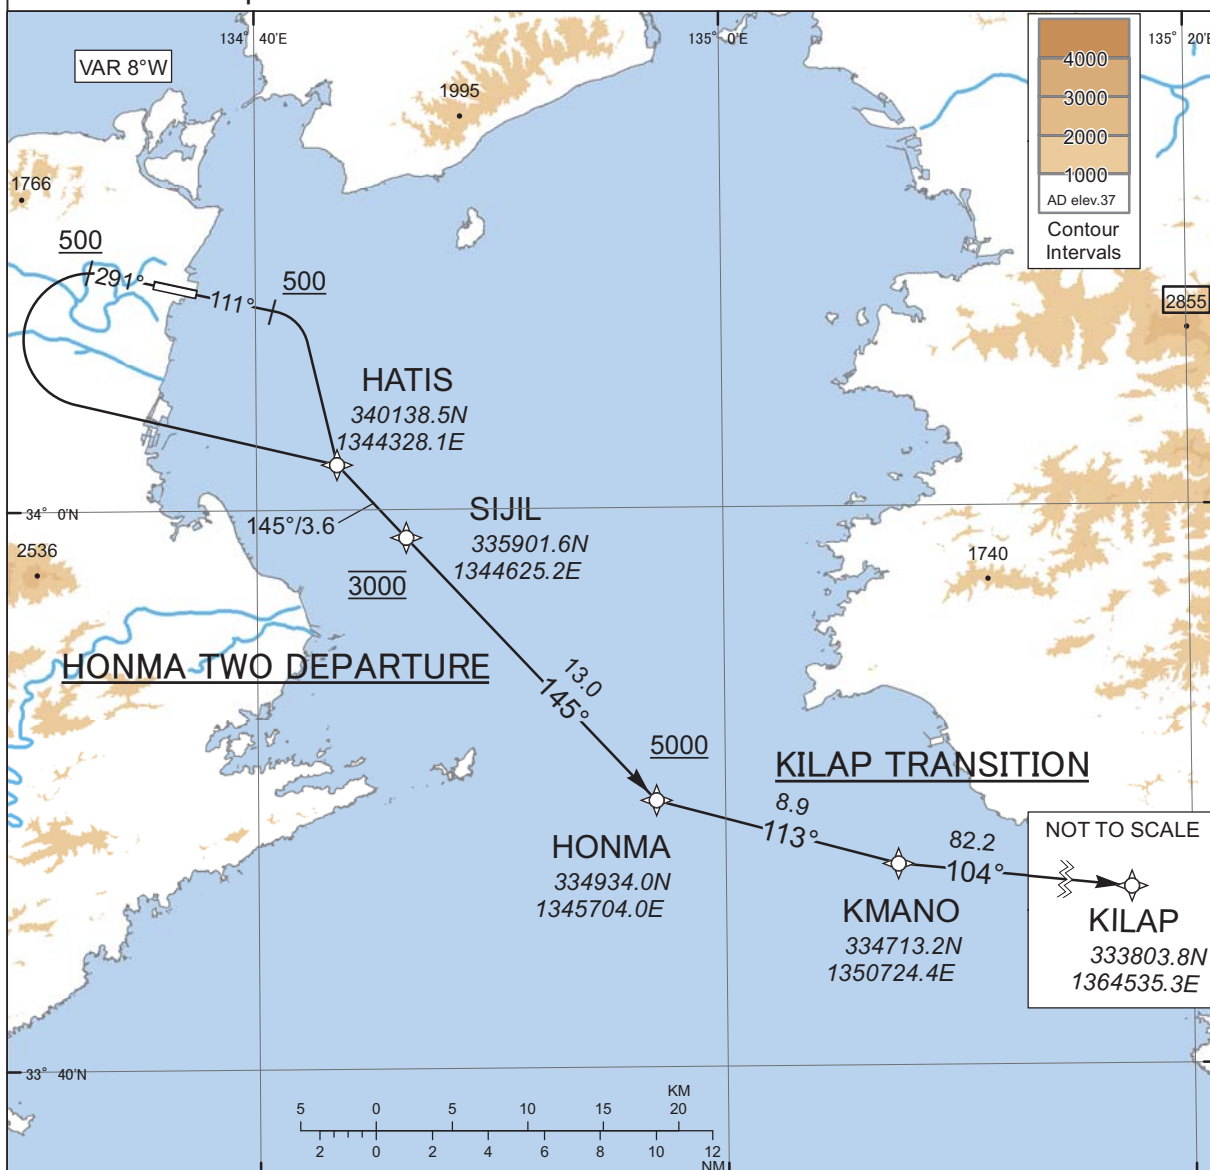 134° 40'E
135° 0'E
135° 20'E
VAR 8°W
4000
3000
2000
1000
AD elev.37
Contour
Intervals
1995
1766
500
291°
111°
500
2855
HATIS
340138.5N
1344328.1E
34° 0'N
145°/3.6
SIJIL
335901.6N
1344625.2E
2536
3000
1740
HONMA TWO DEPARTURE
13.0
145°
5000
KILAP TRANSITION
8.9
113°
82.2
104°
NOT TO SCALE
HONMA
334934.0N
1345704.0E
KMANO
334713.2N
1350724.4E
KILAP
333803.8N
1364535.3E
33° 40'N
KM
5 0 5 10 15 20
2 0 2 4 6 8 10 12
NM